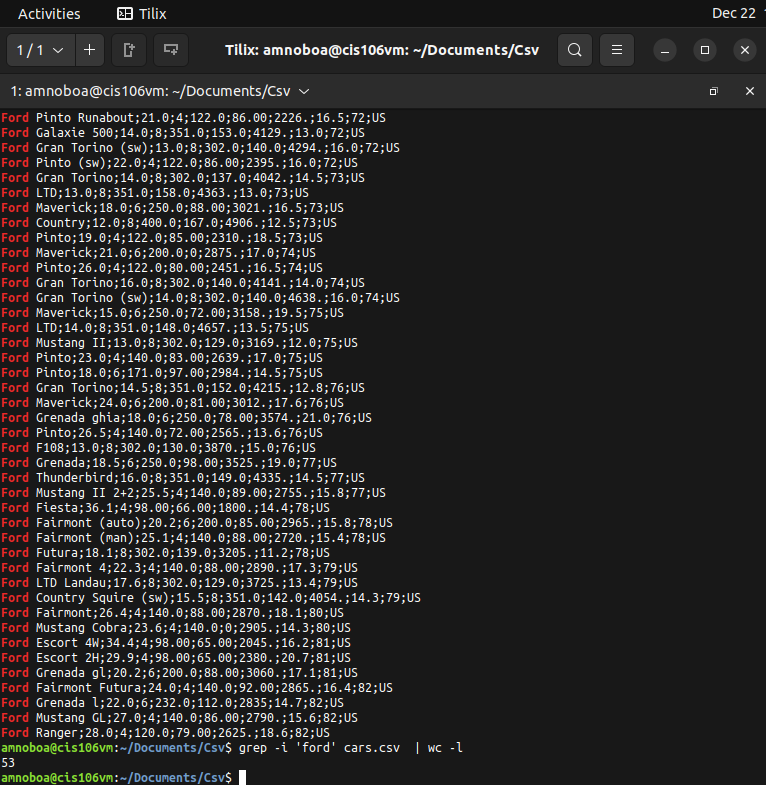 Activities Tilix Dec 22
1 / 1 Tilix: amnoboa@cis106vm: ~/Documents/Csv
1: amnoboa@cis106vm: ~/Documents/Csv
Ford Pinto Runabout;21.0;4;122.0;86.00;2226.;16.5;72;US
Ford Galaxie 500;14.0;8;351.0;153.0;4129.;13.0;72;US
Ford Gran Torino (sw);13.0;8;302.0;140.0;4294.;16.0;72;US
Ford Pinto (sw);22.0;4;122.0;86.00;2395.;16.0;72;US
Ford Gran Torino;14.0;8;302.0;137.0;4042.;14.5;73;US
Ford LTD;13.0;8;351.0;158.0;4363.;13.0;73;US
Ford Maverick;18.0;6;250.0;88.00;3021.;16.5;73;US
Ford Country;12.0;8;400.0;167.0;4906.;12.5;73;US
Ford Pinto;19.0;4;122.0;85.00;2310.;18.5;73;US
Ford Maverick;21.0;6;200.0;0;2875.;17.0;74;US
Ford Pinto;26.0;4;122.0;80.00;2451.;16.5;74;US
Ford Gran Torino;16.0;8;302.0;140.0;4141.;14.0;74;US
Ford Gran Torino (sw);14.0;8;302.0;140.0;4638.;16.0;74;US
Ford Maverick;15.0;6;250.0;72.00;3158.;19.5;75;US
Ford LTD;14.0;8;351.0;148.0;4657.;13.5;75;US
Ford Mustang II;13.0;8;302.0;129.0;3169.;12.0;75;US
Ford Pinto;23.0;4;140.0;83.00;2639.;17.0;75;US
Ford Pinto;18.0;6;171.0;97.00;2984.;14.5;75;US
Ford Gran Torino;14.5;8;351.0;152.0;4215.;12.8;76;US
Ford Maverick;24.0;6;200.0;81.00;3012.;17.6;76;US
Ford Grenada ghia;18.0;6;250.0;78.00;3574.;21.0;76;US
Ford Pinto;26.5;4;140.0;72.00;2565.;13.6;76;US
Ford F108;13.0;8;302.0;130.0;3870.;15.0;76;US
Ford Grenada;18.5;6;250.0;98.00;3525.;19.0;77;US
Ford Thunderbird;16.0;8;351.0;149.0;4335.;14.5;77;US
Ford Mustang II 2+2;25.5;4;140.0;89.00;2755.;15.8;77;US
Ford Fiesta;36.1;4;98.00;66.00;1800.;14.4;78;US
Ford Fairmont (auto);20.2;6;200.0;85.00;2965.;15.8;78;US
Ford Fairmont (man);25.1;4;140.0;88.00;2720.;15.4;78;US
Ford Futura;18.1;8;302.0;139.0;3205.;11.2;78;US
Ford Fairmont 4;22.3;4;140.0;88.00;2890.;17.3;79;US
Ford LTD Landau;17.6;8;302.0;129.0;3725.;13.4;79;US
Ford Country Squire (sw);15.5;8;351.0;142.0;4054.;14.3;79;US
Ford Fairmont;26.4;4;140.0;88.00;2870.;18.1;80;US
Ford Mustang Cobra;23.6;4;140.0;0;2905.;14.3;80;US
Ford Escort 4W;34.4;4;98.00;65.00;2045.;16.2;81;US
Ford Escort 2H;29.9;4;98.00;65.00;2380.;20.7;81;US
Ford Grenada gl;20.2;6;200.0;88.00;3060.;17.1;81;US
Ford Fairmont Futura;24.0;4;140.0;92.00;2865.;16.4;82;US
Ford Grenada l;22.0;6;232.0;112.0;2835;14.7;82;US
Ford Mustang GL;27.0;4;140.0;86.00;2790.;15.6;82;US
Ford Ranger;28.0;4;120.0;79.00;2625.;18.6;82;US
amnoboa@cis106vm:~/Documents/Csv$ grep -i 'ford' cars.csv  | wc -l
53
amnoboa@cis106vm:~/Documents/Csv$